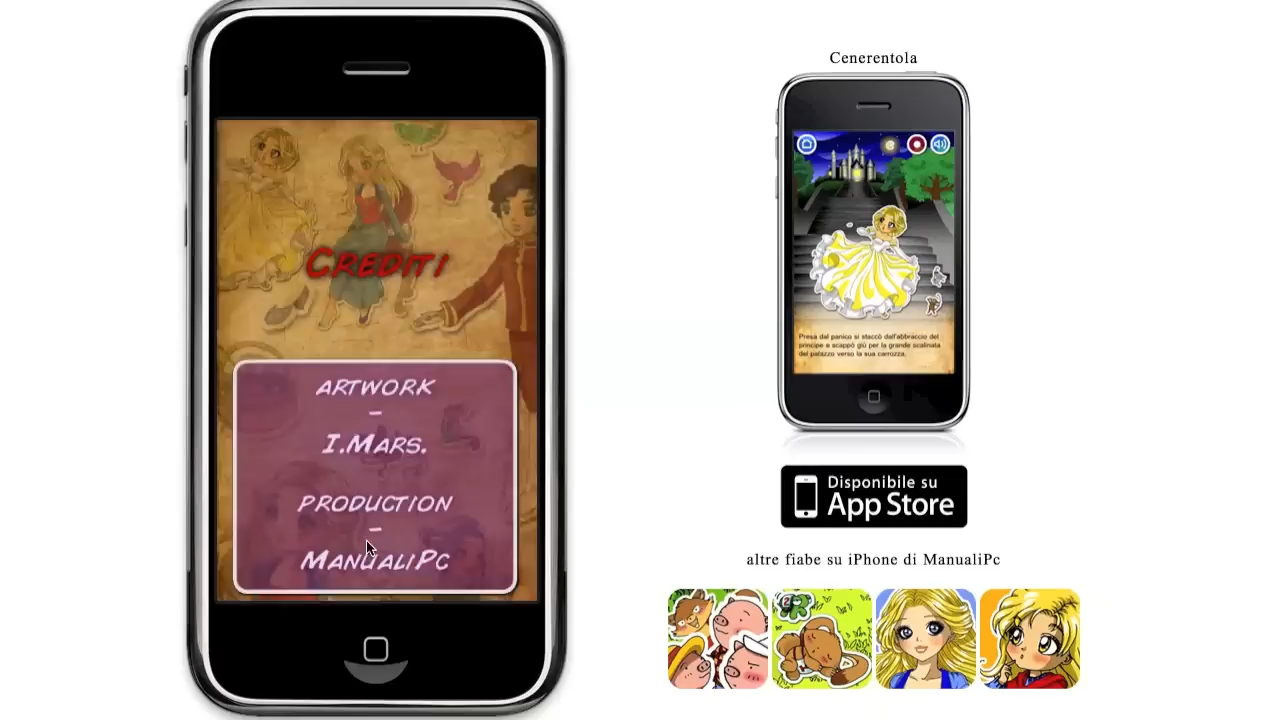 Crediti
ARTWORK
-
I.MARS.
PRODUCTION
-
MANUALIPC
Cenerentola
Presa dal panico si staccò dall'abbraccio del
principe e scappò giù per la grande scalinata
del palazzo verso la sua carrozza.
Disponibile su
App Store
altre fiabe su iPhone di ManualiPc